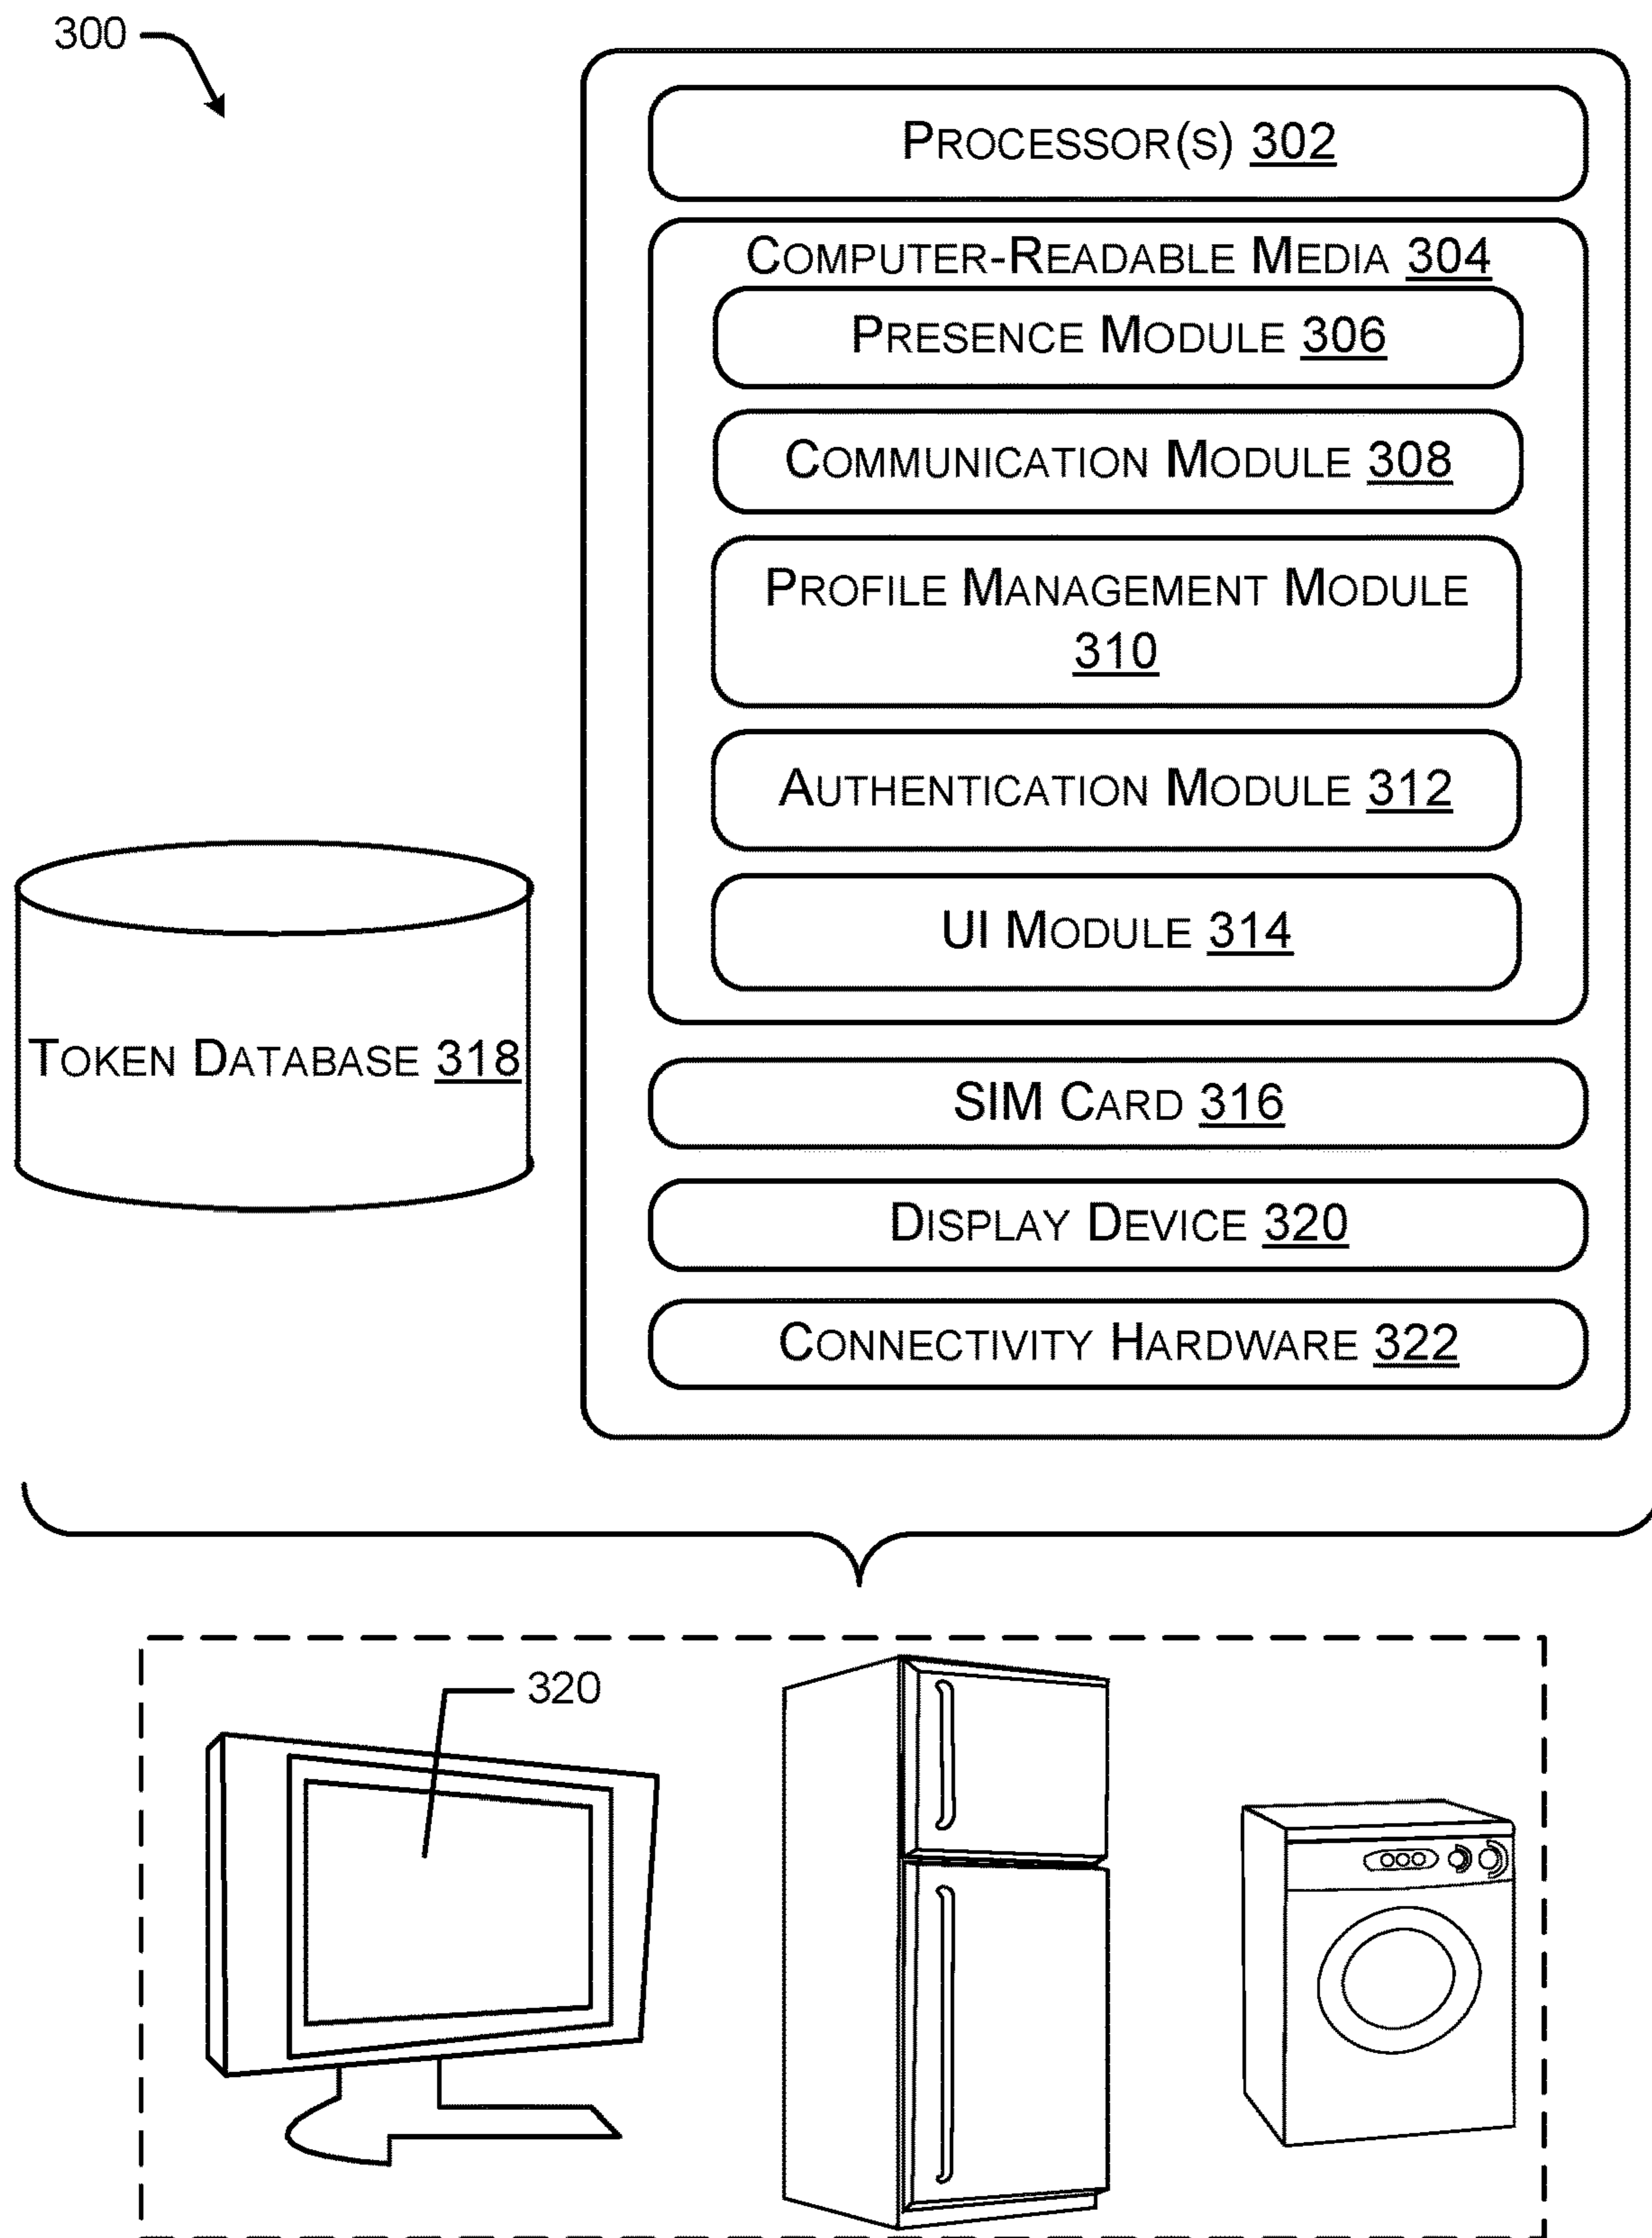 300
PROCESSOR(S) 302
COMPUTER-READABLE MEDIA 304
PRESENCE MODULE 306
COMMUNICATION MODULE 308
PROFILE MANAGEMENT MODULE
310
AUTHENTICATION MODULE 312
UI MODULE 314
TOKEN DATABASE 318
SIM CARD 316
DISPLAY DEVICE 320
CONNECTIVITY HARDWARE 322
320